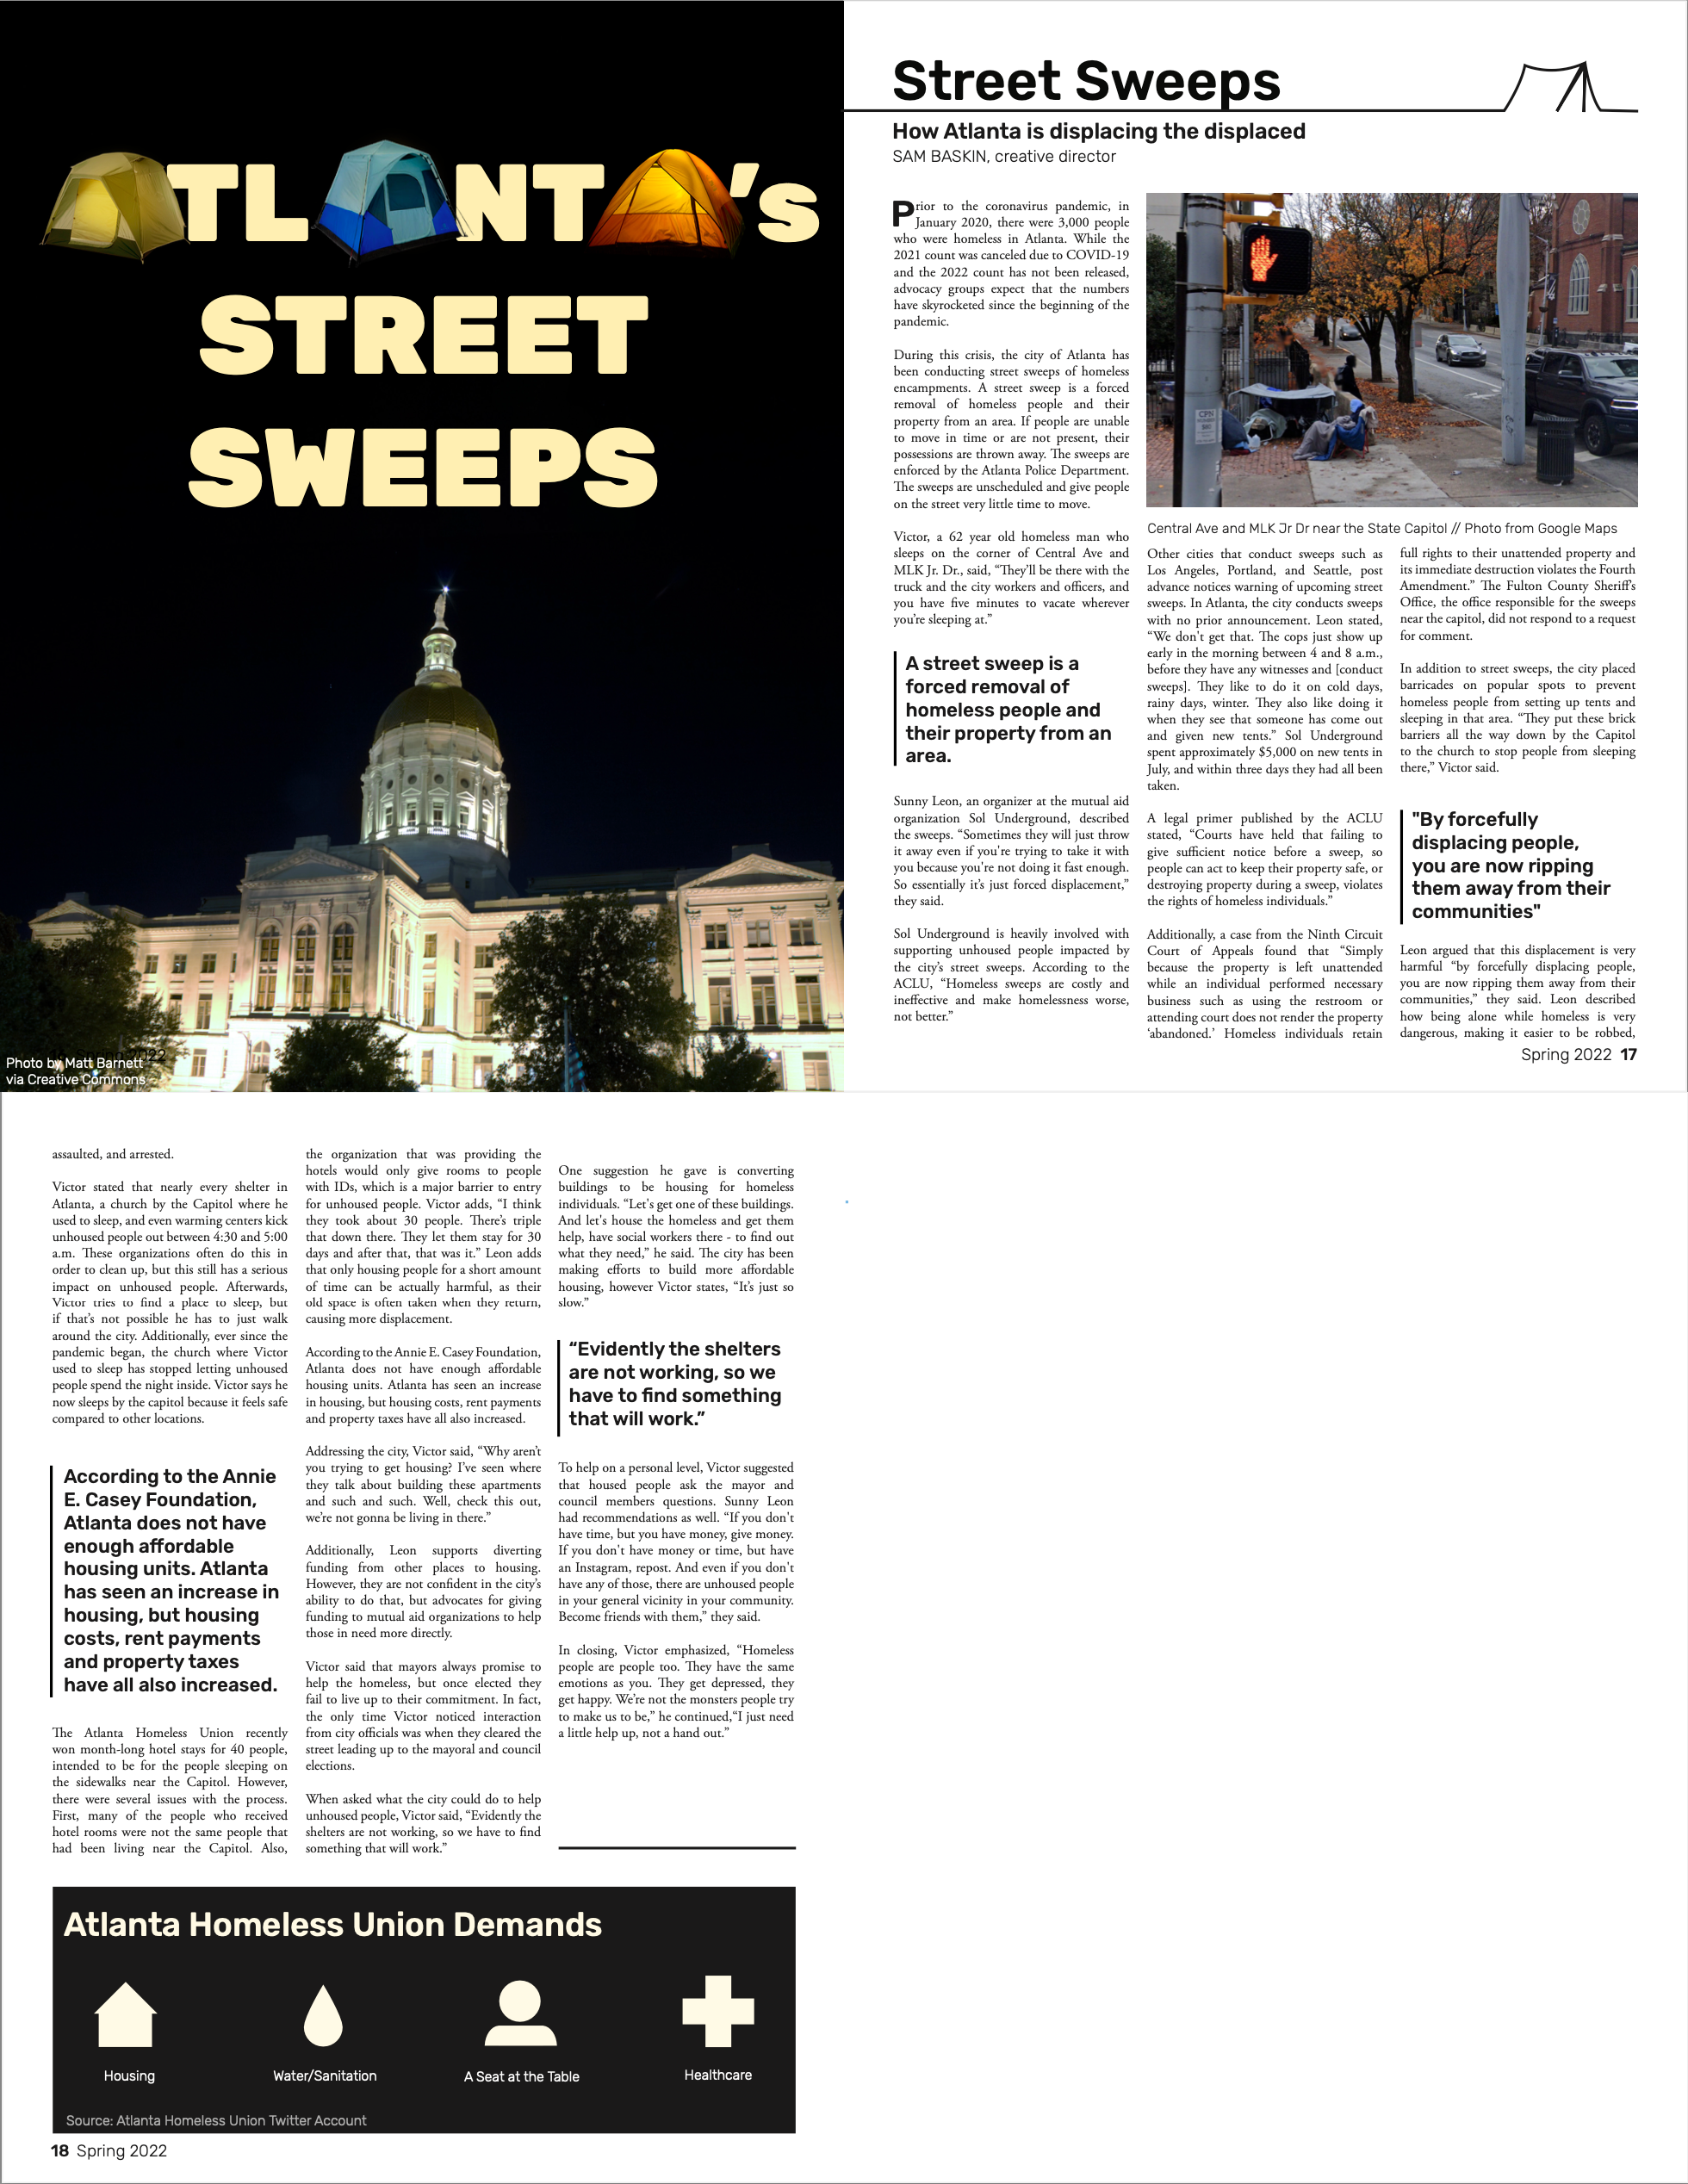 ATLANTA's
STREET
SWEEPS
Photo by Matt Barnett
via Creative Commons
Street Sweeps
How Atlanta is displacing the displaced
SAM BASKIN, creative director
Prior to the coronavirus pandemic, in
January 2020, there were 3,000 people
who were homeless in Atlanta. While the
2021 count was canceled due to COVID-19
and the 2022 count has not been released,
advocacy groups expect that the numbers
have skyrocketed since the beginning of the
pandemic.
During this crisis, the city of Atlanta has
been conducting street sweeps of homeless
encampments. A street sweep is a forced
removal of homeless people and their
property from an area. If people are unable
to move in time or are not present, their
possessions are thrown away. The sweeps are
enforced by the Atlanta Police Department.
The sweeps are unscheduled and give people
on the street very little time to move.
Victor, a 62 year old homeless man who
sleeps on the corner of Central Ave and
MLK Jr. Dr., said, “They’ll be there with the
truck and the city workers and officers, and
you have five minutes to vacate wherever
you’re sleeping at.”
A street sweep is a
forced removal of
homeless people and
their property from an
area.
Sunny Leon, an organizer at the mutual aid
organization Sol Underground, described
the sweeps. “Sometimes they will just throw
it away even if you're trying to take it with
you because you're not doing it fast enough.
So essentially it’s just forced displacement,”
they said.
Sol Underground is heavily involved with
supporting unhoused people impacted by
the city’s street sweeps. According to the
ACLU, “Homeless sweeps are costly and
ineffective and make homelessness worse,
not better.”
CPN
Central Ave and MLK Jr Dr near the State Capitol // Photo from Google Maps
Other cities that conduct sweeps such as
Los Angeles, Portland, and Seattle, post
advance notices warning of upcoming street
sweeps. In Atlanta, the city conducts sweeps
with no prior announcement. Leon stated,
“We don't get that. The cops just show up
early in the morning between 4 and 8 a.m.,
before they have any witnesses and [conduct
sweeps]. They like to do it on cold days,
rainy days, winter. They also like doing it
when they see that someone has come out
and given new tents.” Sol Underground
spent approximately $5,000 on new tents in
July, and within three days they had all been
taken.
A legal primer published by the ACLU
stated, “Courts have held that failing to
give sufficient notice before a sweep, so
people can act to keep their property safe, or
destroying property during a sweep, violates
the rights of homeless individuals.”
Additionally, a case from the Ninth Circuit
Court of Appeals found that “Simply
because the property is left unattended
while an individual performed necessary
business such as using the restroom or
attending court does not render the property
‘abandoned.’ Homeless individuals retain
full rights to their unattended property and
its immediate destruction violates the Fourth
Amendment.” The Fulton County Sheriff’s
Office, the office responsible for the sweeps
near the capitol, did not respond to a request
for comment.
In addition to street sweeps, the city placed
barricades on popular spots to prevent
homeless people from setting up tents and
sleeping in that area. “They put these brick
barriers all the way down by the Capitol
to the church to stop people from sleeping
there,” Victor said.
"By forcefully
displacing people,
you are now ripping
them away from their
communities"
Leon argued that this displacement is very
harmful “by forcefully displacing people,
you are now ripping them away from their
communities,” they said. Leon described
how being alone while homeless is very
dangerous, making it easier to be robbed,
Spring 2022 17
assaulted, and arrested.
Victor stated that nearly every shelter in
Atlanta, a church by the Capitol where he
used to sleep, and even warming centers kick
unhoused people out between 4:30 and 5:00
a.m. These organizations often do this in
order to clean up, but this still has a serious
impact on unhoused people. Afterwards,
Victor tries to find a place to sleep, but
if that’s not possible he has to just walk
around the city. Additionally, ever since the
pandemic began, the church where Victor
used to sleep has stopped letting unhoused
people spend the night inside. Victor says he
now sleeps by the capitol because it feels safe
compared to other locations.
According to the Annie
E. Casey Foundation,
Atlanta does not have
enough affordable
housing units. Atlanta
has seen an increase in
housing, but housing
costs, rent payments
and property taxes
have all also increased.
The Atlanta Homeless Union recently
won month-long hotel stays for 40 people,
intended to be for the people sleeping on
the sidewalks near the Capitol. However,
there were several issues with the process.
First, many of the people who received
hotel rooms were not the same people that
had been living near the Capitol. Also,
the organization that was providing the
hotels would only give rooms to people
with IDs, which is a major barrier to entry
for unhoused people. Victor adds, “I think
they took about 30 people. There’s triple
that down there. They let them stay for 30
days and after that, that was it.” Leon adds
that only housing people for a short amount
of time can be actually harmful, as their
old space is often taken when they return,
causing more displacement.
According to the Annie E. Casey Foundation,
Atlanta does not have enough affordable
housing units. Atlanta has seen an increase
in housing, but housing costs, rent payments
and property taxes have all also increased.
Addressing the city, Victor said, “Why aren’t
you trying to get housing? I’ve seen where
they talk about building these apartments
and such and such. Well, check this out,
we’re not gonna be living in there.”
Additionally, Leon supports diverting
funding from other places to housing.
However, they are not confident in the city’s
ability to do that, but advocates for giving
funding to mutual aid organizations to help
those in need more directly.
Victor said that mayors always promise to
help the homeless, but once elected they
fail to live up to their commitment. In fact,
the only time Victor noticed interaction
from city officials was when they cleared the
street leading up to the mayoral and council
elections.
When asked what the city could do to help
unhoused people, Victor said, “Evidently the
shelters are not working, so we have to find
something that will work.”
One suggestion he gave is converting
buildings to be housing for homeless
individuals. “Let's get one of these buildings.
And let's house the homeless and get them
help, have social workers there - to find out
what they need,” he said. The city has been
making efforts to build more affordable
housing, however Victor states, “It’s just so
slow.”
“Evidently the shelters
are not working, so we
have to find something
that will work.”
To help on a personal level, Victor suggested
that housed people ask the mayor and
council members questions. Sunny Leon
had recommendations as well. “If you don't
have time, but you have money, give money.
If you don't have money or time, but have
an Instagram, repost. And even if you don't
have any of those, there are unhoused people
in your general vicinity in your community.
Become friends with them,” they said.
In closing, Victor emphasized, “Homeless
people are people too. They have the same
emotions as you. They get depressed, they
get happy. We’re not the monsters people try
to make us to be,” he continued,“I just need
a little help up, not a hand out.”
Atlanta Homeless Union Demands
Housing
Water/Sanitation
A Seat at the Table
Healthcare
Source: Atlanta Homeless Union Twitter Account
18 Spring 2022